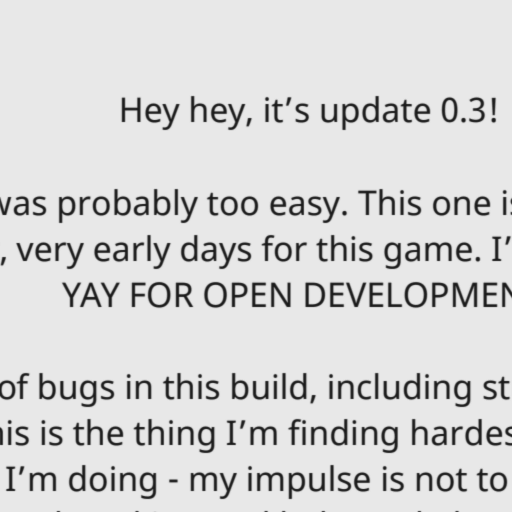 Hey hey, it’s update 0.3!
was probably too easy. This one is
, very early days for this game. I’
YAY FOR OPEN DEVELOPMEN
of bugs in this build, including st
his is the thing I’m finding hardes
I’m doing - my impulse is not to